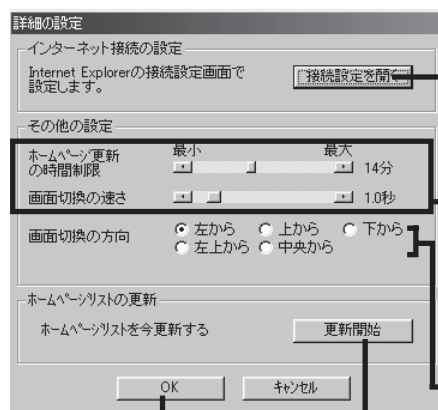 詳細の設定
インターネット接続の設定
Internet Explorerの接続設定画面で
設定します。
接続設定を開く
その他の設定
最小 最大
ホームページ更新
の時間制限
14分
画面切換の速さ
1.0秒
画面切換の方向
左から 上から 下から
左上から 中央から
ホームページリストの更新
ホームページリストを今更新する 更新開始
OK キャンセル